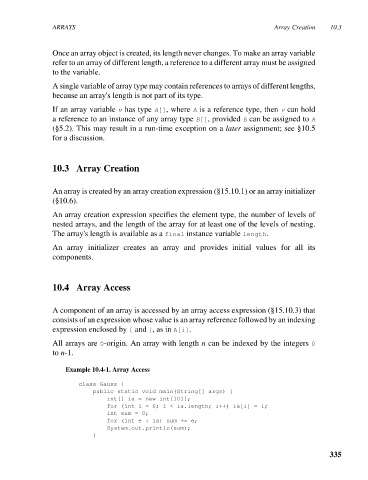 ARRAYS Array Creation 10.3
Once an array object is created, its length never changes. To make an array variable
refer to an array of different length, a reference to a different array must be assigned
to the variable.
A single variable of array type may contain references to arrays of different lengths,
because an array's length is not part of its type.
If an array variable v has type A[], where A is a reference type, then v can hold
a reference to an instance of any array type B[], provided B can be assigned to A
(§5.2). This may result in a run-time exception on a later assignment; see §10.5
for a discussion.
10.3 Array Creation
An array is created by an array creation expression (§15.10.1) or an array initializer
(§10.6).
An array creation expression specifies the element type, the number of levels of
nested arrays, and the length of the array for at least one of the levels of nesting.
The array's length is available as a final instance variable length.
An array initializer creates an array and provides initial values for all its
components.
10.4 Array Access
A component of an array is accessed by an array access expression (§15.10.3) that
consists of an expression whose value is an array reference followed by an indexing
expression enclosed by [ and ], as in A[i].
All arrays are 0-origin. An array with length n can be indexed by the integers 0
to n-1.
Example 10.4-1. Array Access
class Gauss {
public static void main(String[] args) {
int[] ia = new int[101];
for (int i = 0; i < ia.length; i++) ia[i] = i;
int sum = 0;
for (int e : ia) sum += e;
System.out.println(sum);
}
335